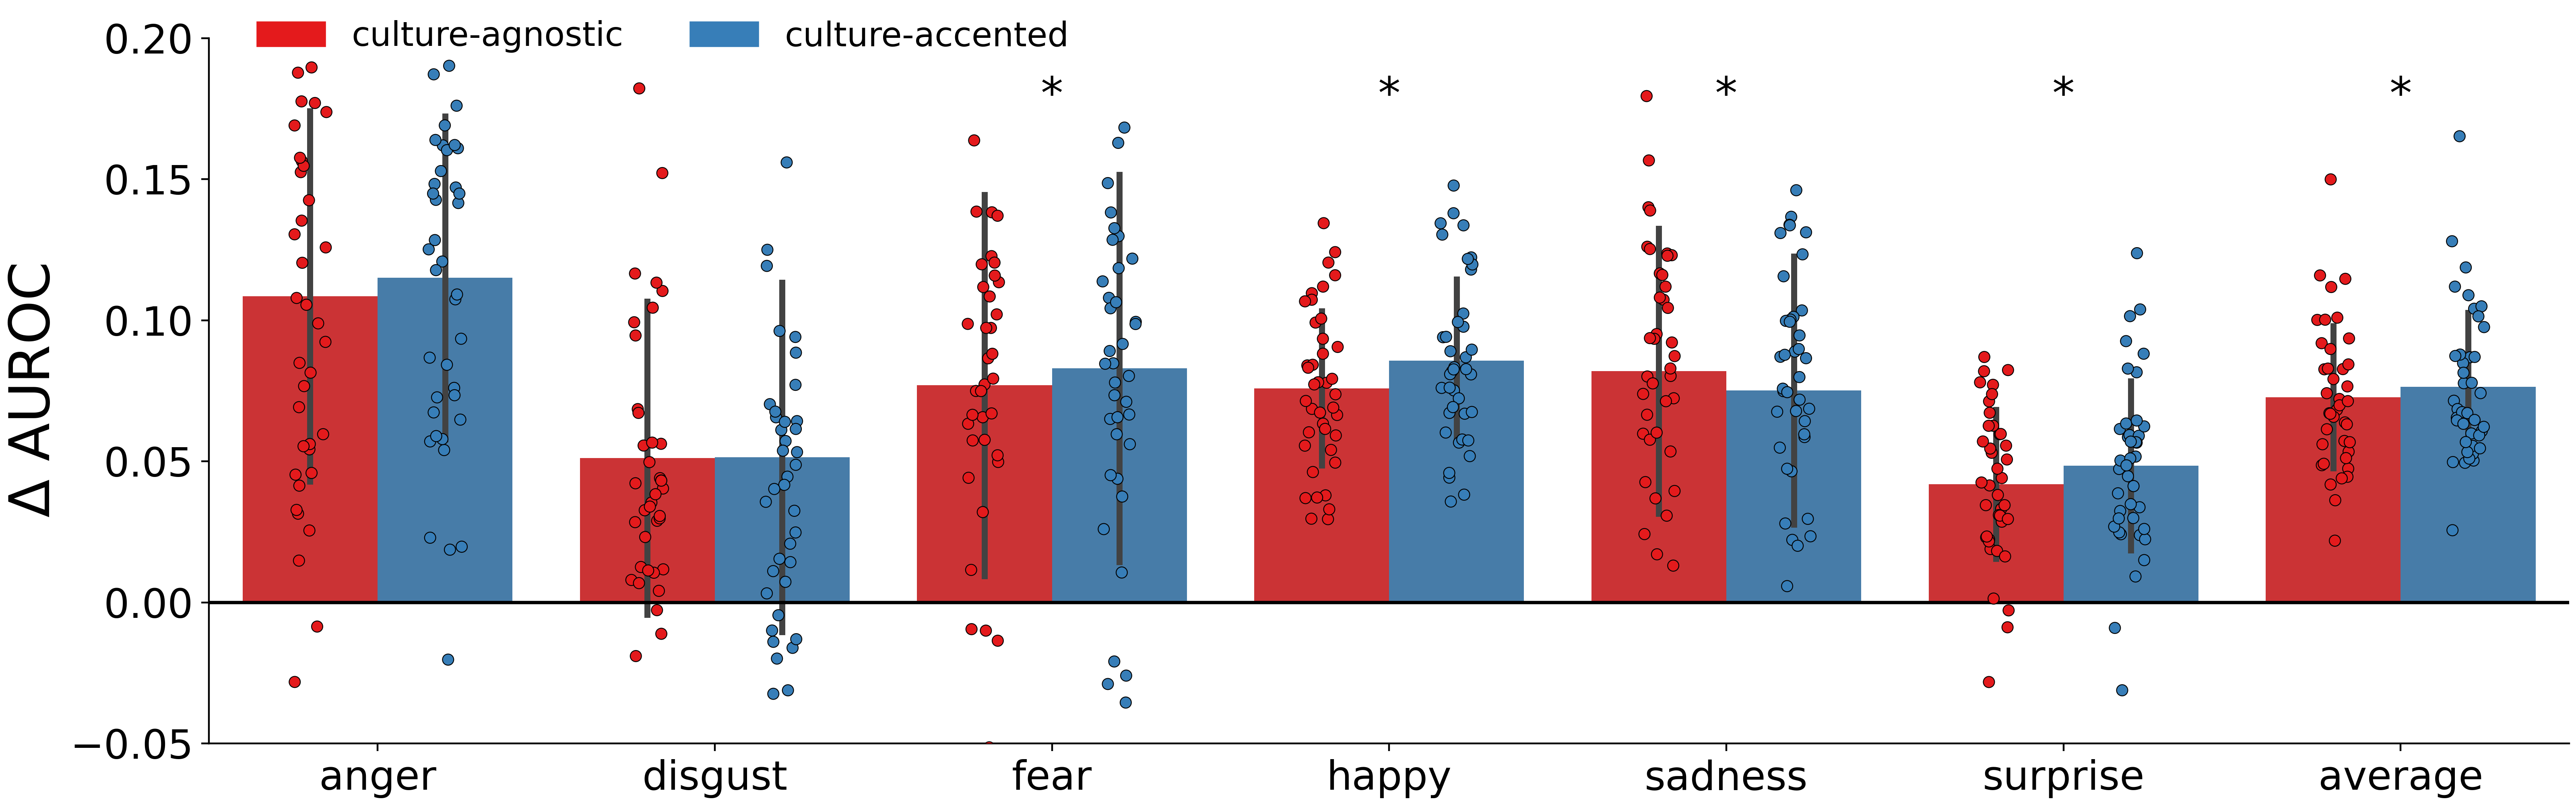 culture-agnostic culture-accented
0.20
* * * * *
0.15
0.10
0.05
0.00
−0.05
Δ AUROC
anger disgust fear happy sadness surprise average